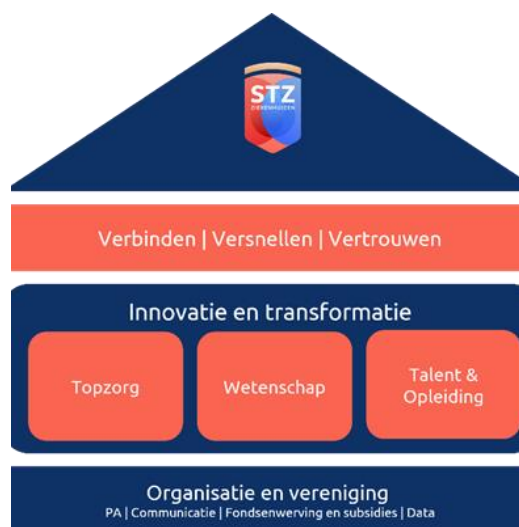 STZ
ZIEKENHUIZEN
Verbinden | Versnellen | Vertrouwen
Innovatie en transformatie
Topzorg
Wetenschap
Talent &
Opleiding
Organisatie en vereniging
PA | Communicatie | Fondsenwerving en subsidies | Data